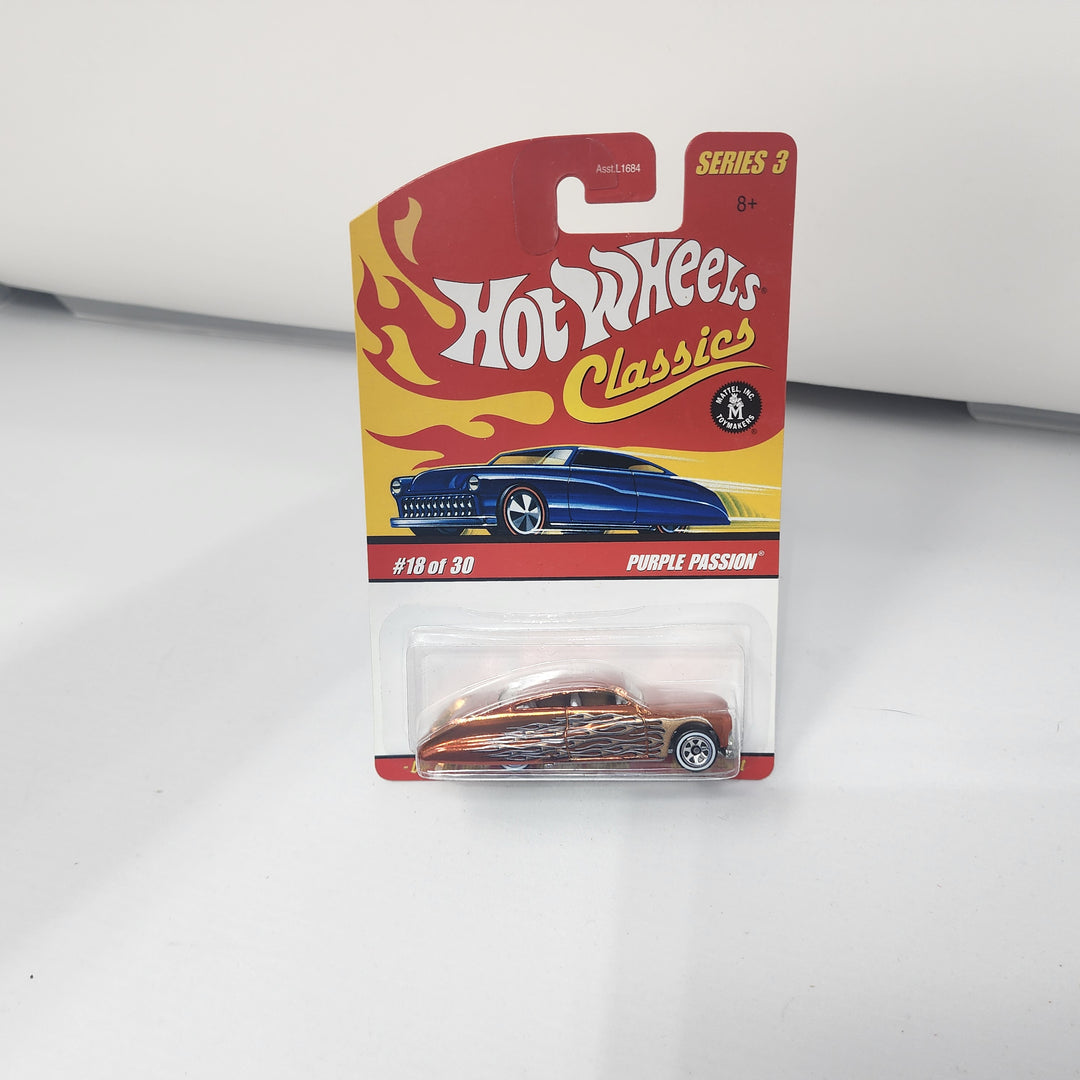 Asst.L1684
SERIES 3
8+
HOT WHEELS®
Classics
MATTEL, INC.
M
TOYMAKERS
©
#18 of 30
PURPLE PASSION®